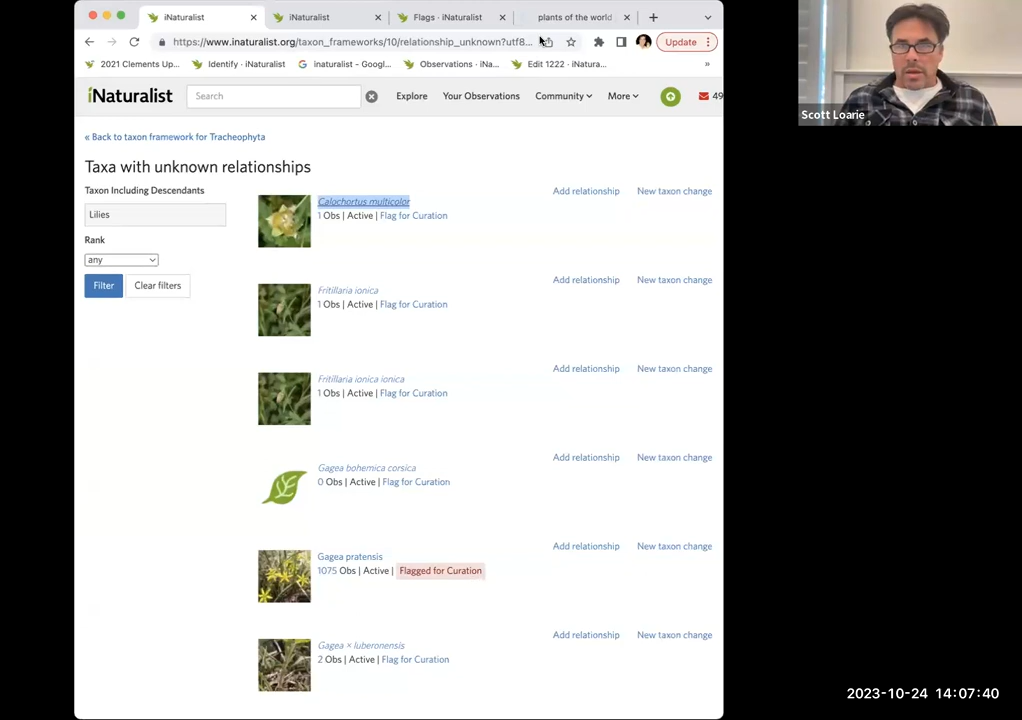 iNaturalist
iNaturalist
Flags · iNaturalist
plants of the world
https://www.inaturalist.org/taxon_frameworks/10/relationship_unknown?utf8...
Update
2021 Clements Up...
Identify · iNaturalist
inaturalist - Googl...
Observations · iNa...
Edit 1222 · iNatura...
»
iNaturalist
Search
Explore
Your Observations
Community
More
49
« Back to taxon framework for Tracheophyta
Taxa with unknown relationships
Taxon Including Descendants
Lilies
Rank
any
Filter
Clear filters
Calochortus multicolor
1 Obs | Active | Flag for Curation
Add relationship
New taxon change
Fritillaria ionica
1 Obs | Active | Flag for Curation
Add relationship
New taxon change
Fritillaria ionica ionica
1 Obs | Active | Flag for Curation
Add relationship
New taxon change
Gagea bohemica corsica
0 Obs | Active | Flag for Curation
Add relationship
New taxon change
Gagea pratensis
1075 Obs | Active | Flagged for Curation
Add relationship
New taxon change
Gagea × luberonensis
2 Obs | Active | Flag for Curation
Add relationship
New taxon change
Scott Loarie
2023-10-24 14:07:40